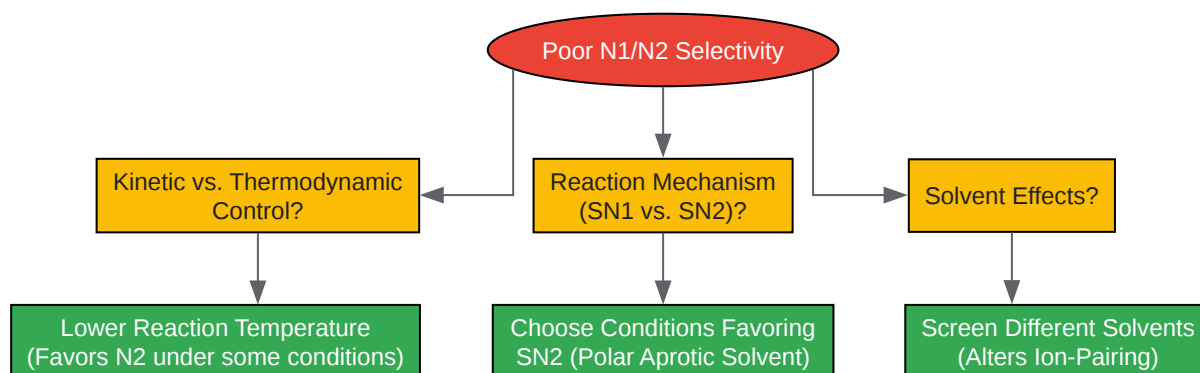 Poor N1/N2 Selectivity
Kinetic vs. Thermodynamic
Control?
Reaction Mechanism
(SN1 vs. SN2)?
Solvent Effects?
Lower Reaction Temperature
(Favors N2 under some conditions)
Choose Conditions Favoring
SN2 (Polar Aprotic Solvent)
Screen Different Solvents
(Alters Ion-Pairing)